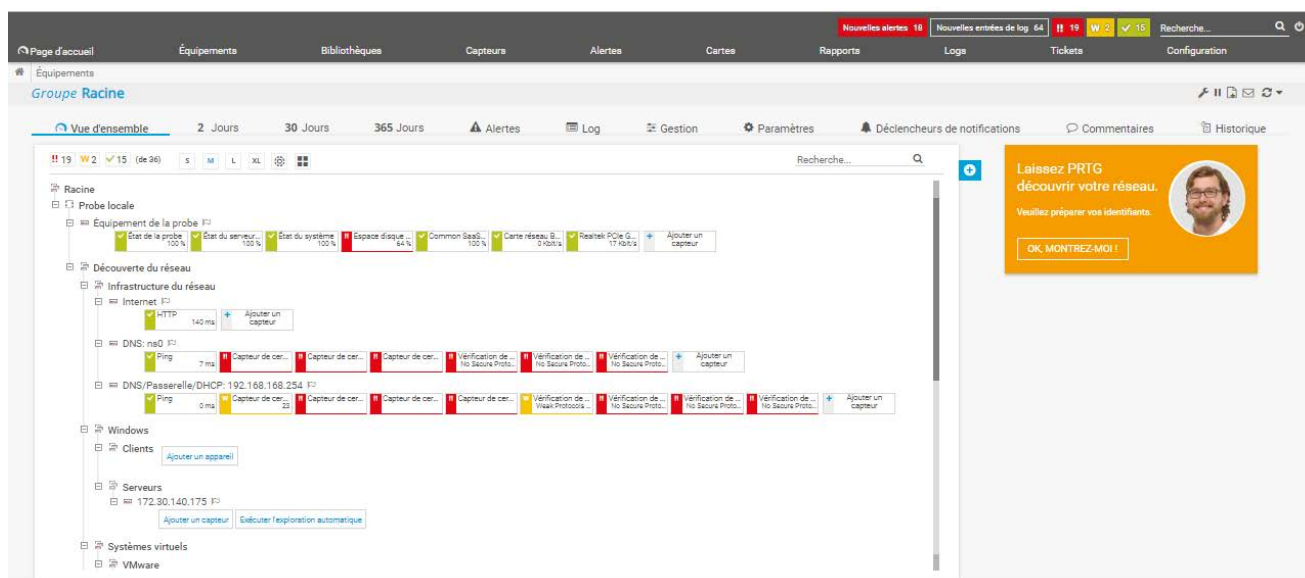 Nouvelles alertes 18 Nouvelles entrées de log 64 !! 19 W 2 15 Recherche...
Page d'accueil Équipements Bibliothèques Capteurs Alertes Cartes Rapports Logs Tickets Configuration
Équipements
Groupe Racine
Vue d'ensemble 2 Jours 30 Jours 365 Jours Alertes Log Gestion Paramètres Déclencheurs de notifications Commentaires Historique
!! 19 W 2 15 (de 36) S M L XL Recherche...
Laissez PRTG
découvrir votre réseau.
Veuillez préparer vos identifiants.
OK, MONTREZ-MOI !
Racine
Probe locale
Équipement de la probe
État de la probe État du serveur... État du système Espace disque ... Common SaaS... Carte réseau B... Realtek PCIe G... + Ajouter un
100 % 100 % 100 % 64 % 100 % 0 Kbit/s 17 Kbit/s capteur
Découverte du réseau
Infrastructure du réseau
Internet
HTTP + Ajouter un
140 ms capteur
DNS: ns0
Ping !! Capteur de cer... !! Capteur de cer... !! Capteur de cer... !! Vérification de ... !! Vérification de ... !! Vérification de ... + Ajouter un
7 ms No Secure Proto... No Secure Proto... No Secure Proto... capteur
DNS/Passerelle/DHCP: 192.168.168.254
Ping W Capteur de cer... !! Capteur de cer... !! Capteur de cer... !! Capteur de cer... W Vérification de ... !! Vérification de ... !! Vérification de ... !! Vérification de ... + Ajouter un
0 ms 23 Weak Protocols ... No Secure Proto... No Secure Proto... No Secure Proto... capteur
Windows
Clients Ajouter un appareil
Serveurs
172.30.140.175
Ajouter un capteur Exécuter l'exploration automatique
Systèmes virtuels
VMware